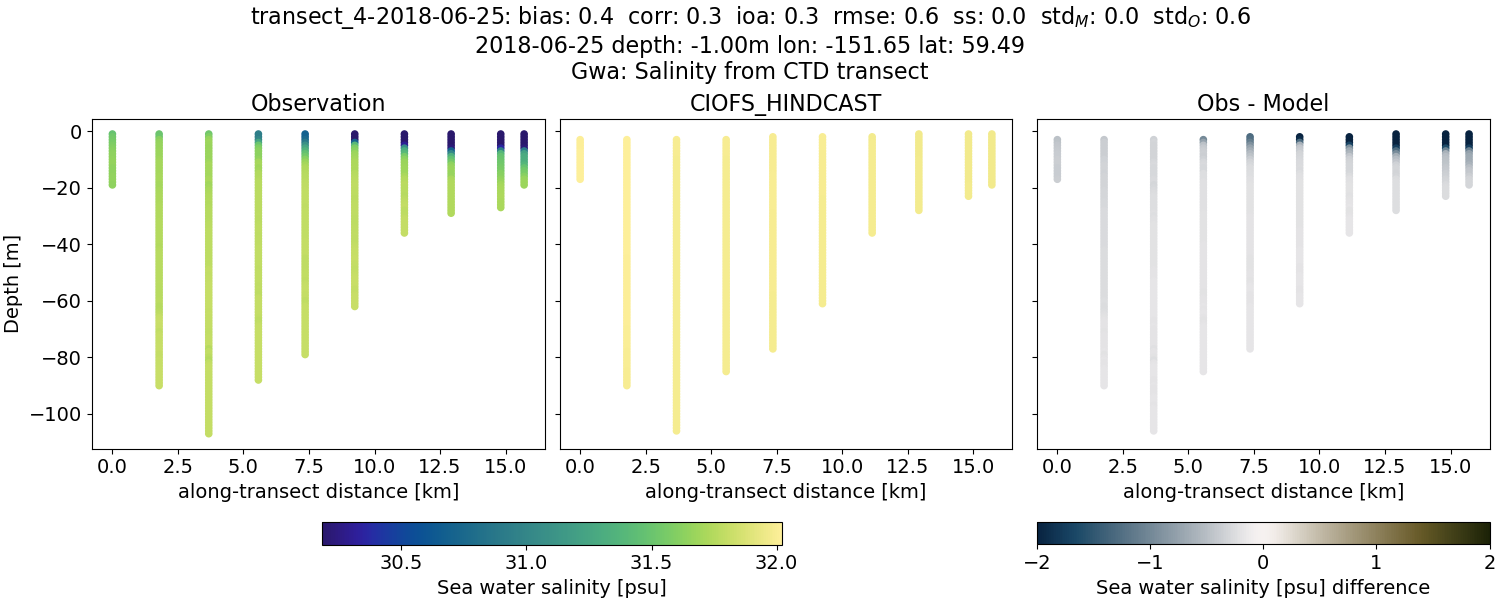 transect_4-2018-06-25: bias: 0.4 corr: 0.3 ioa: 0.3 rmse: 0.6 ss: 0.0 std_M: 0.0 std_O: 0.6
2018-06-25 depth: -1.00m lon: -151.65 lat: 59.49
Gwa: Salinity from CTD transect
Observation
CIOFS_HINDCAST
Obs - Model
Depth [m]
0
−20
−40
−60
−80
−100
0.0 2.5 5.0 7.5 10.0 12.5 15.0
along-transect distance [km]
0.0 2.5 5.0 7.5 10.0 12.5 15.0
along-transect distance [km]
0.0 2.5 5.0 7.5 10.0 12.5 15.0
along-transect distance [km]
30.5 31.0 31.5 32.0
Sea water salinity [psu]
−2 −1 0 1 2
Sea water salinity [psu] difference